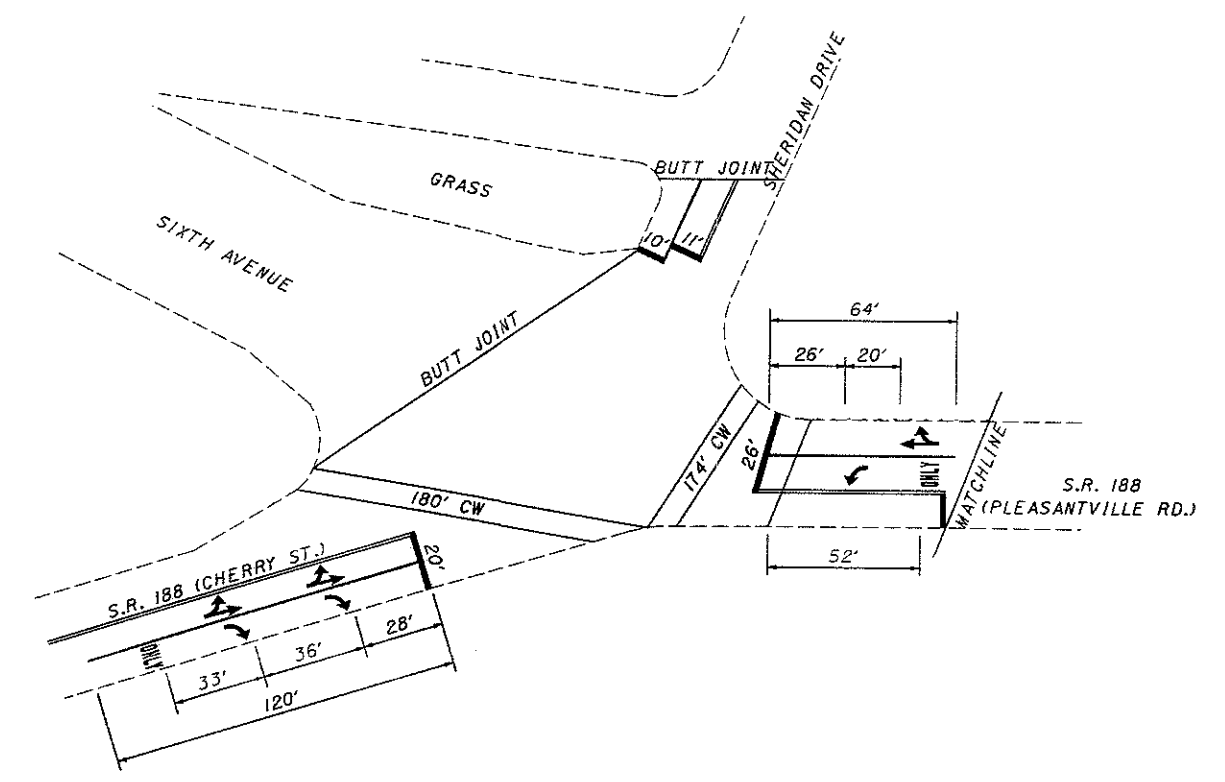 SHERIDAN DRIVE
BUTT JOINT
GRASS
10' 11'
SIXTH AVENUE
BUTT JOINT
64'
26' 20'
26'
174' CW
ONLY
MATCHLINE
S.R. 188
(PLEASANTVILLE RD.)
180' CW
52'
S.R. 188 (CHERRY ST.)
20'
ONLY
28'
36'
33'
120'